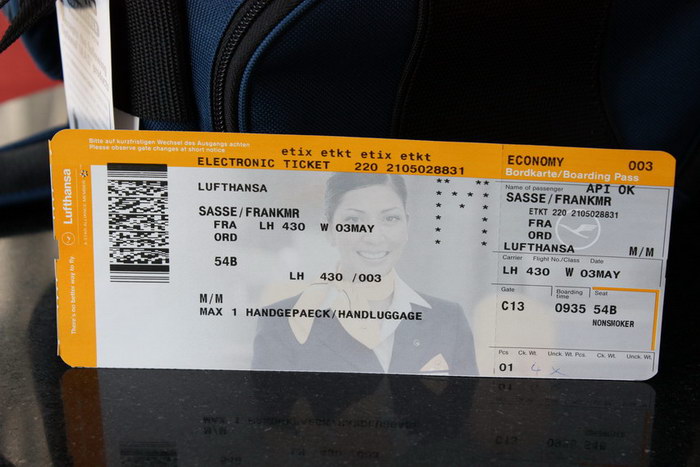 Bitte auf kurzfristigen Wechsel des Ausgangs achten
Please observe gate changes at short notice
etix etkt etix etkt
ELECTRONIC TICKET 220 2105028831
Lufthansa
There's no better way to fly
LUFTHANSA ** **
* * * * *
SASSE/FRANKMR * *
FRA LH 430 W 03MAY * *
ORD * *
54B
LH 430 /003
M/M
MAX 1 HANDGEPAECK/HANDLUGGAGE
ECONOMY 003
Bordkarte/Boarding Pass
Name of passenger API OK
SASSE/FRANKMR
ETKT 220 2105028831
FRA
ORD
LUFTHANSA M/M
Carrier Flight No./Class Date
LH 430 W 03MAY
Gate Boarding time Seat
C13 0935 54B
NONSMOKER
Pcs Ck. Wt. Unck. Wt. Pcs Ck. Wt. Unck. Wt.
01 4 x